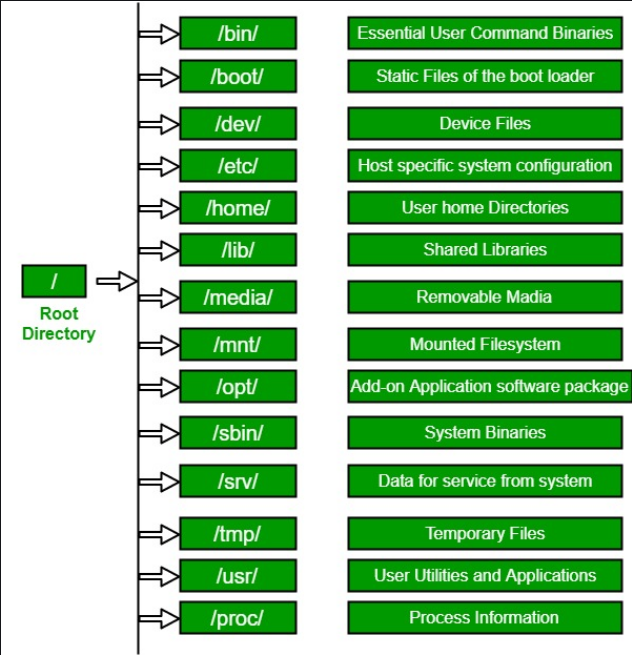 /bin/ Essential User Command Binaries
/boot/ Static Files of the boot loader
/dev/ Device Files
/etc/ Host specific system configuration
/home/ User home Directories
/lib/ Shared Libraries
/
Root
Directory
/media/ Removable Madia
/mnt/ Mounted Filesystem
/opt/ Add-on Application software package
/sbin/ System Binaries
/srv/ Data for service from system
/tmp/ Temporary Files
/usr/ User Utilities and Applications
/proc/ Process Information